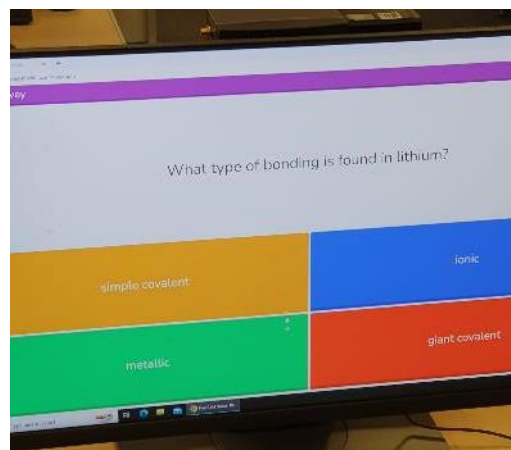 What type of bonding is found in lithium?
simple covalent
ionic
metallic
giant covalent